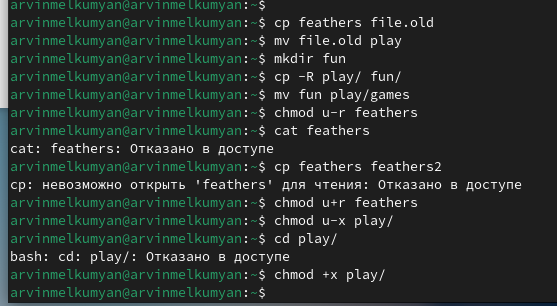 arvinmelkumyan@arvinmelkumyan:~$
arvinmelkumyan@arvinmelkumyan:~$ cp feathers file.old
arvinmelkumyan@arvinmelkumyan:~$ mv file.old play
arvinmelkumyan@arvinmelkumyan:~$ mkdir fun
arvinmelkumyan@arvinmelkumyan:~$ cp -R play/ fun/
arvinmelkumyan@arvinmelkumyan:~$ mv fun play/games
arvinmelkumyan@arvinmelkumyan:~$ chmod u-r feathers
arvinmelkumyan@arvinmelkumyan:~$ cat feathers
cat: feathers: Отказано в доступе
arvinmelkumyan@arvinmelkumyan:~$ cp feathers feathers2
cp: невозможно открыть 'feathers' для чтения: Отказано в доступе
arvinmelkumyan@arvinmelkumyan:~$ chmod u+r feathers
arvinmelkumyan@arvinmelkumyan:~$ chmod u-x play/
arvinmelkumyan@arvinmelkumyan:~$ cd play/
bash: cd: play/: Отказано в доступе
arvinmelkumyan@arvinmelkumyan:~$ chmod +x play/
arvinmelkumyan@arvinmelkumyan:~$